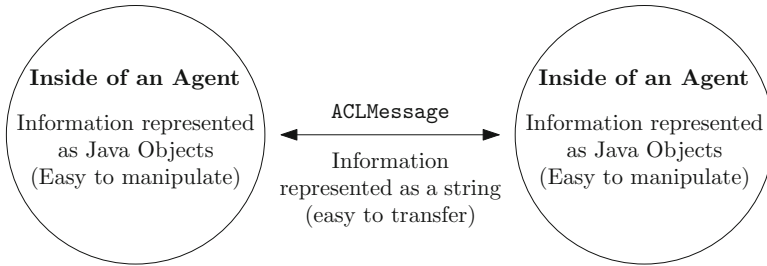 Inside of an Agent
Information represented
as Java Objects
(Easy to manipulate)
ACLMessage
Information
represented as a string
(easy to transfer)
Inside of an Agent
Information represented
as Java Objects
(Easy to manipulate)